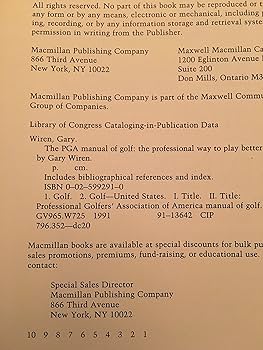 All rights reserved. No part of this book may be reproduced or t
any form or by any means, electronic or mechanical, including
ing, recording, or by any information storage and retrieval system
permission in writing from the Publisher.
Macmillan Publishing Company Maxwell Macmillan Ca
866 Third Avenue 1200 Eglinton Avenue
New York, NY 10022 Suite 200
Don Mills, Ontario M3
Macmillan Publishing Company is part of the Maxwell Commu
Group of Companies.
Library of Congress Cataloging-in-Publication Data
Wiren, Gary.
The PGA manual of golf: the professional way to play better
by Gary Wiren.
p. cm.
Includes bibliographical references and index.
ISBN 0-02-599291-0
1. Golf. 2. Golf—United States. I. Title. II. Title:
Professional Golfers' Association of America manual of golf.
GV965.W725 1991 91-13642 CIP
796.352—dc20
Macmillan books are available at special discounts for bulk pu
sales promotions, premiums, fund-raising, or educational use.
contact:
Special Sales Director
Macmillan Publishing Company
866 Third Avenue
New York, NY 10022
10 9 8 7 6 5 4 3 2 1